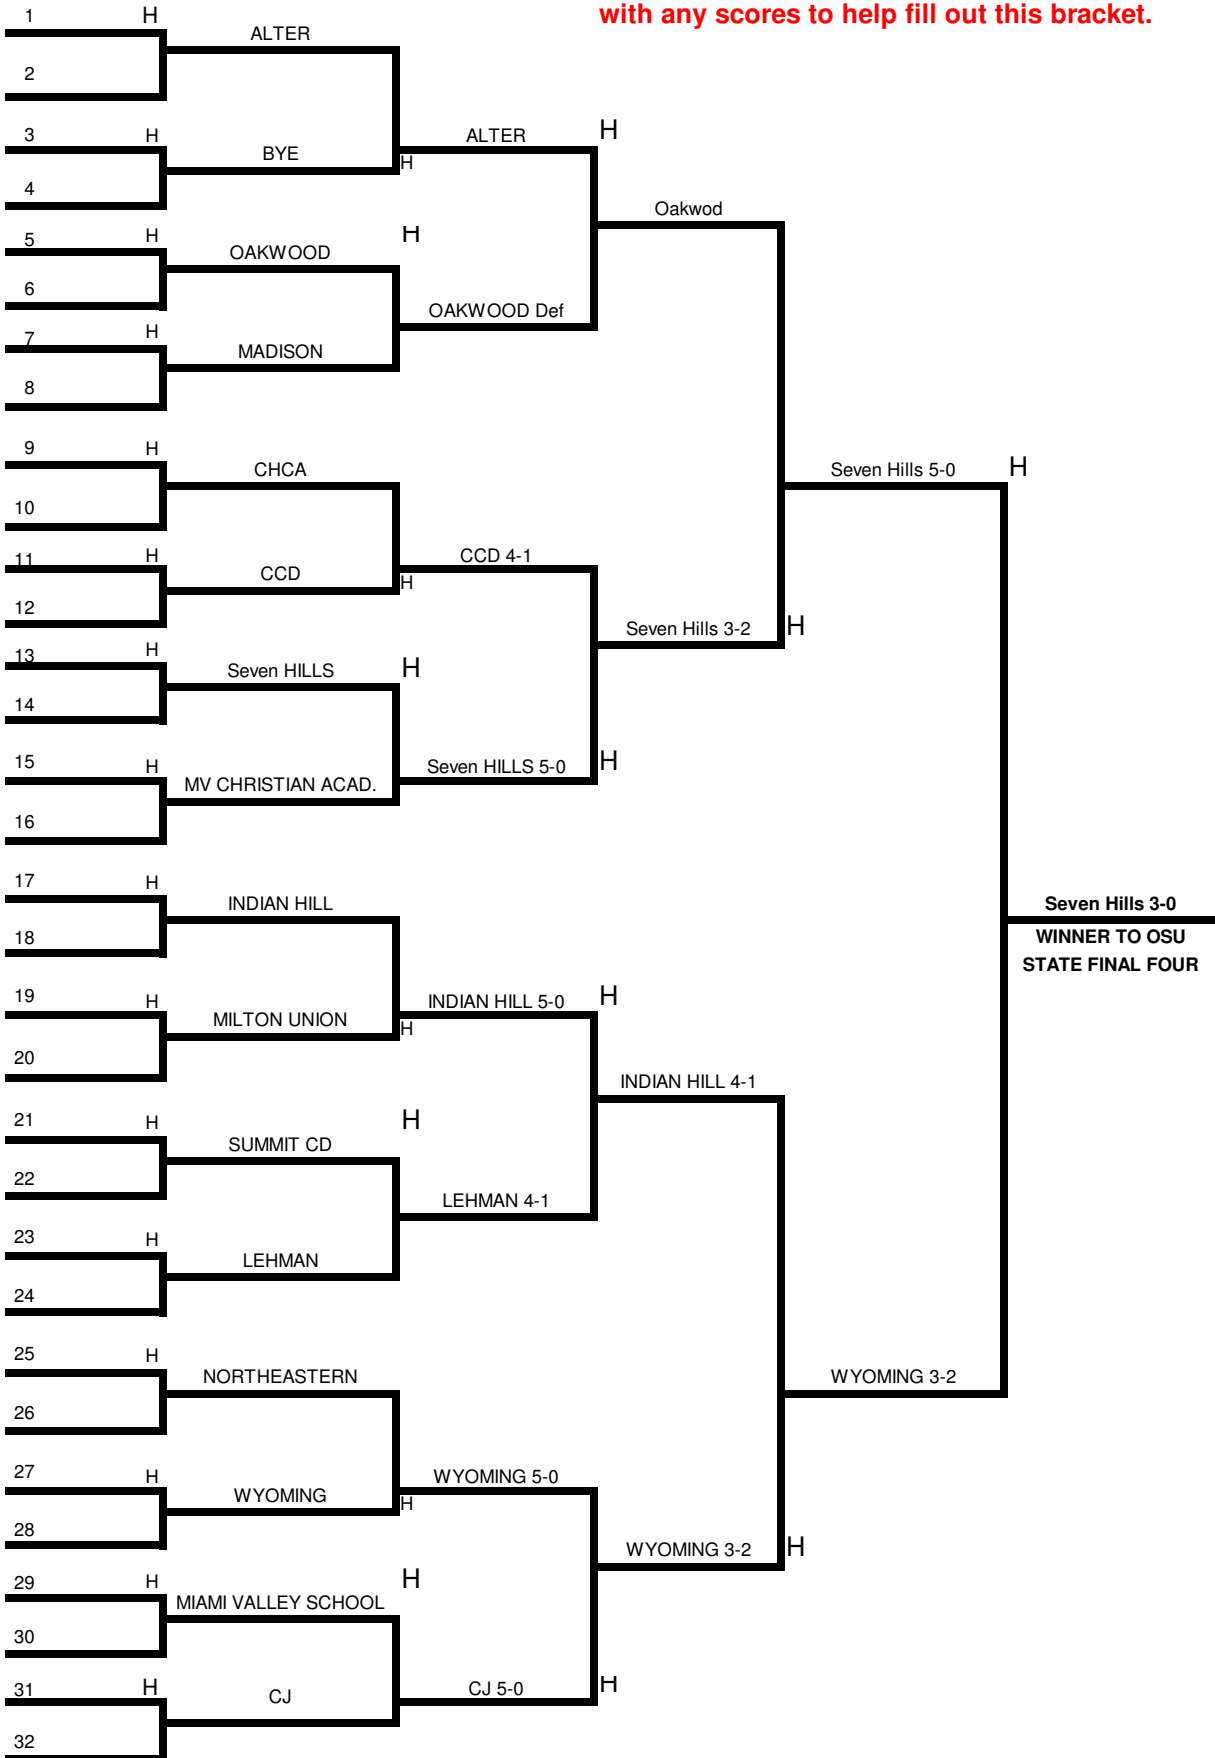 with any scores to help fill out this bracket.
1 H
ALTER
2
3 H
BYE
ALTER
H
H
4
Oakwod
5 H
OAKWOOD
H
6
OAKWOOD Def
7 H
MADISON
8
9 H
CHCA
Seven Hills 5-0
H
10
11 H
CCD
CCD 4-1
H
12
Seven Hills 3-2
H
13 H
Seven HILLS
H
14
15 H
MV CHRISTIAN ACAD.
Seven HILLS 5-0
H
16
17 H
INDIAN HILL
Seven Hills 3-0
18
WINNER TO OSU
STATE FINAL FOUR
19 H
MILTON UNION
INDIAN HILL 5-0
H
H
20
INDIAN HILL 4-1
21 H
SUMMIT CD
H
22
LEHMAN 4-1
23 H
LEHMAN
24
25 H
NORTHEASTERN
WYOMING 3-2
26
27 H
WYOMING
WYOMING 5-0
H
28
WYOMING 3-2
H
29 H
MIAMI VALLEY SCHOOL
H
30
31 H
CJ
CJ 5-0
H
32